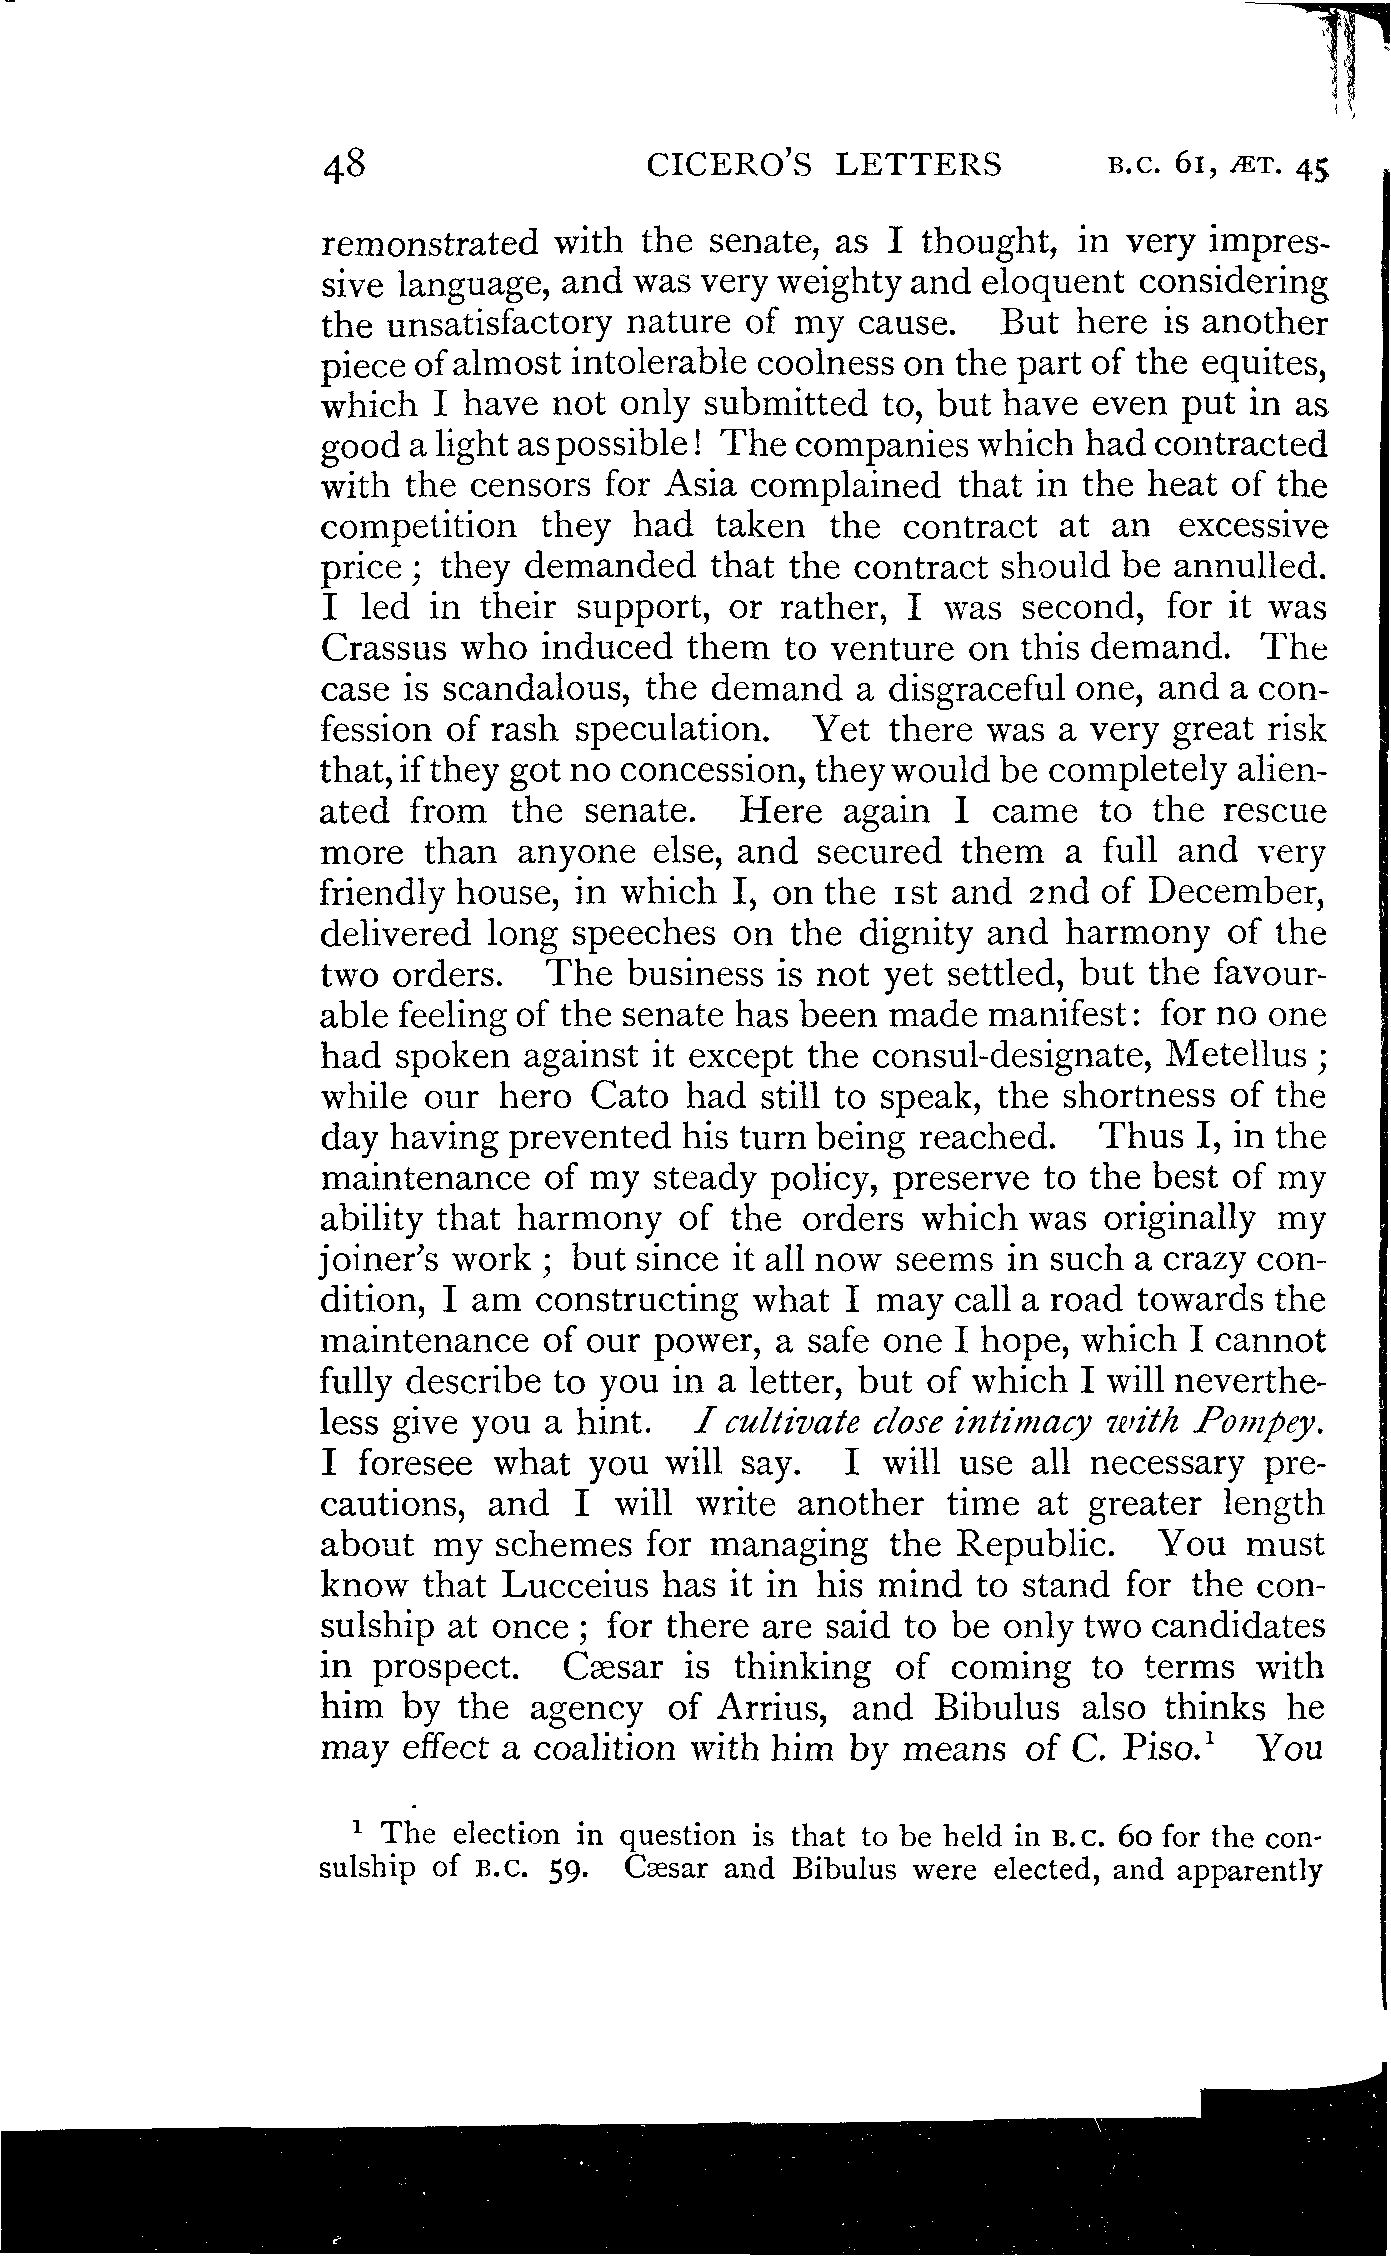 48 CICERO'S LETTERS B.C. 61, ÆT. 45
remonstrated with the senate, as I thought, in very impres-
sive language, and was very weighty and eloquent considering
the unsatisfactory nature of my cause. But here is another
piece of almost intolerable coolness on the part of the equites,
which I have not only submitted to, but have even put in as
good a light as possible! The companies which had contracted
with the censors for Asia complained that in the heat of the
competition they had taken the contract at an excessive
price; they demanded that the contract should be annulled.
I led in their support, or rather, I was second, for it was
Crassus who induced them to venture on this demand. The
case is scandalous, the demand a disgraceful one, and a con-
fession of rash speculation. Yet there was a very great risk
that, if they got no concession, they would be completely alien-
ated from the senate. Here again I came to the rescue
more than anyone else, and secured them a full and very
friendly house, in which I, on the 1st and 2nd of December,
delivered long speeches on the dignity and harmony of the
two orders. The business is not yet settled, but the favour-
able feeling of the senate has been made manifest: for no one
had spoken against it except the consul-designate, Metellus;
while our hero Cato had still to speak, the shortness of the
day having prevented his turn being reached. Thus I, in the
maintenance of my steady policy, preserve to the best of my
ability that harmony of the orders which was originally my
joiner's work; but since it all now seems in such a crazy con-
dition, I am constructing what I may call a road towards the
maintenance of our power, a safe one I hope, which I cannot
fully describe to you in a letter, but of which I will neverthe-
less give you a hint. I cultivate close intimacy with Pompey.
I foresee what you will say. I will use all necessary pre-
cautions, and I will write another time at greater length
about my schemes for managing the Republic. You must
know that Lucceius has it in his mind to stand for the con-
sulship at once; for there are said to be only two candidates
in prospect. Cæsar is thinking of coming to terms with
him by the agency of Arrius, and Bibulus also thinks he
may effect a coalition with him by means of C. Piso.¹ You
¹ The election in question is that to be held in B.C. 60 for the con-
sulship of B.C. 59. Cæsar and Bibulus were elected, and apparently